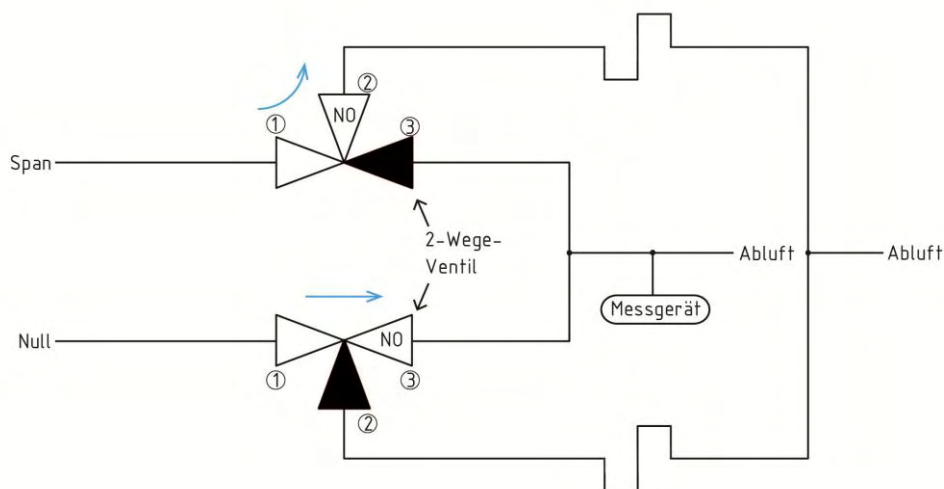 ②
NO
①
③
Span
2-Wege-
Ventil
Abluft
Abluft
Messgerät
Null
NO
①
③
②